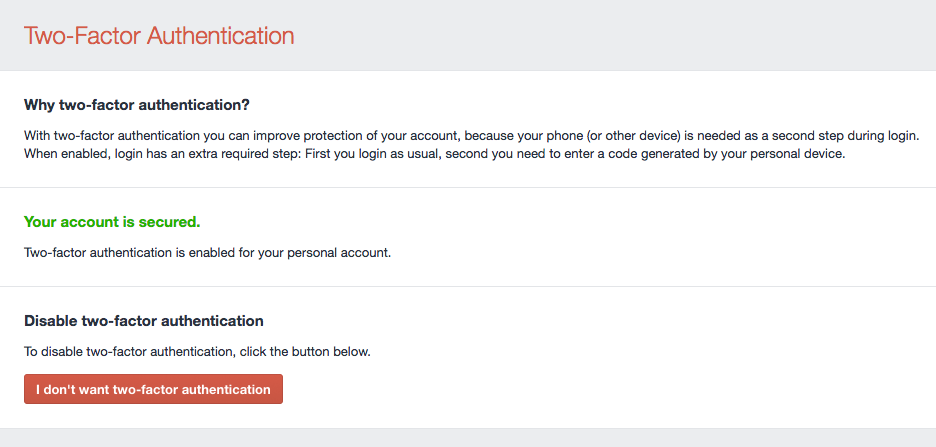 Two-Factor Authentication
Why two-factor authentication?
With two-factor authentication you can improve protection of your account, because your phone (or other device) is needed as a second step during login.
When enabled, login has an extra required step: First you login as usual, second you need to enter a code generated by your personal device.
Your account is secured.
Two-factor authentication is enabled for your personal account.
Disable two-factor authentication
To disable two-factor authentication, click the button below.
I don't want two-factor authentication